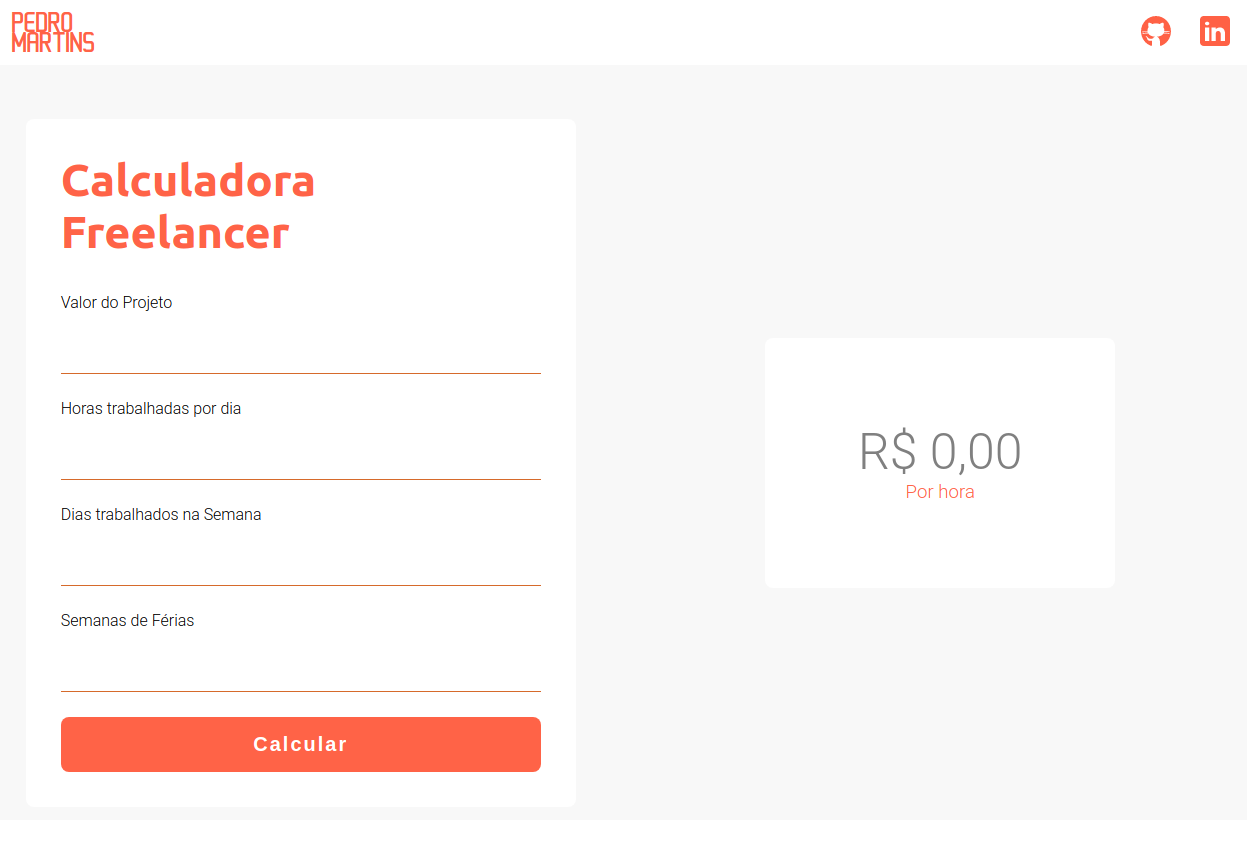 PEDRO
MARTINS
Calculadora
Freelancer
Valor do Projeto
Horas trabalhadas por dia
Dias trabalhados na Semana
Semanas de Férias
Calcular
R$ 0,00
Por hora